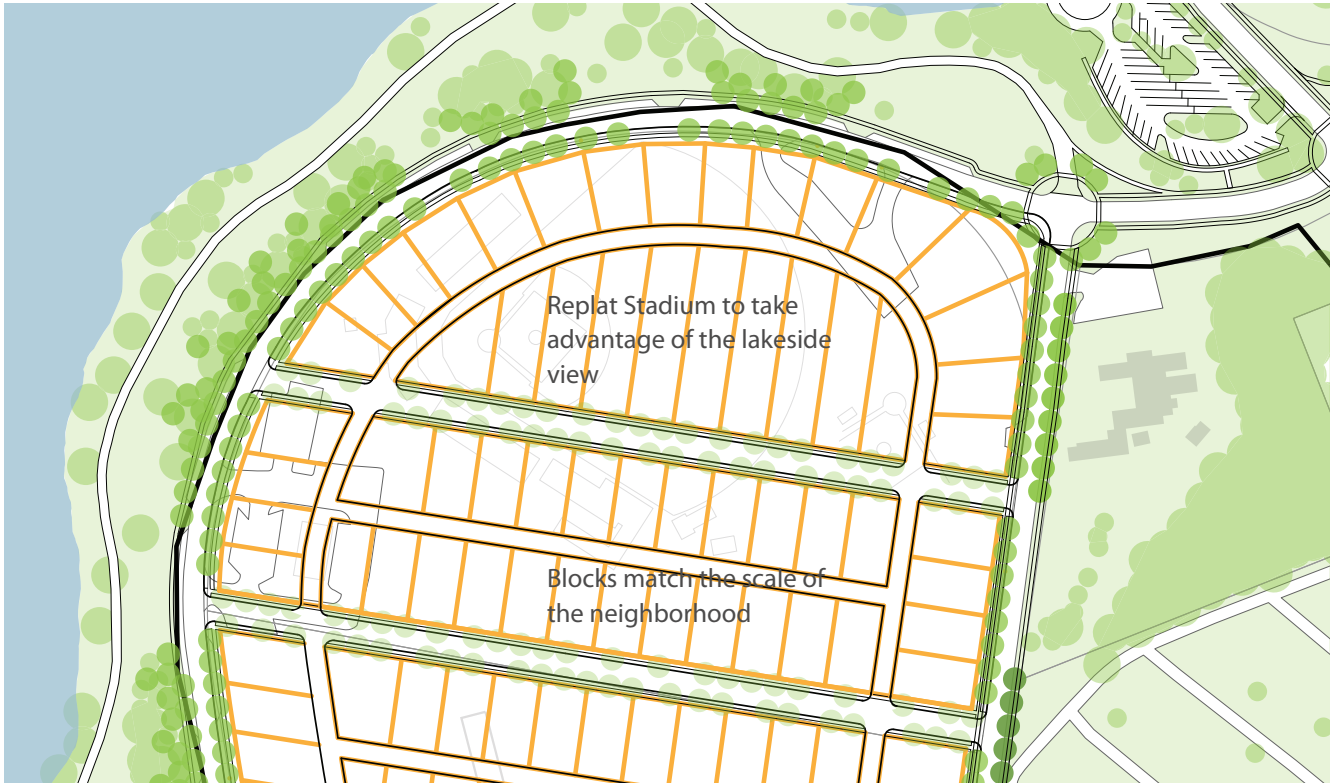 Replat Stadium to take
advantage of the lakeside
view
Blocks match the scale of
the neighborhood